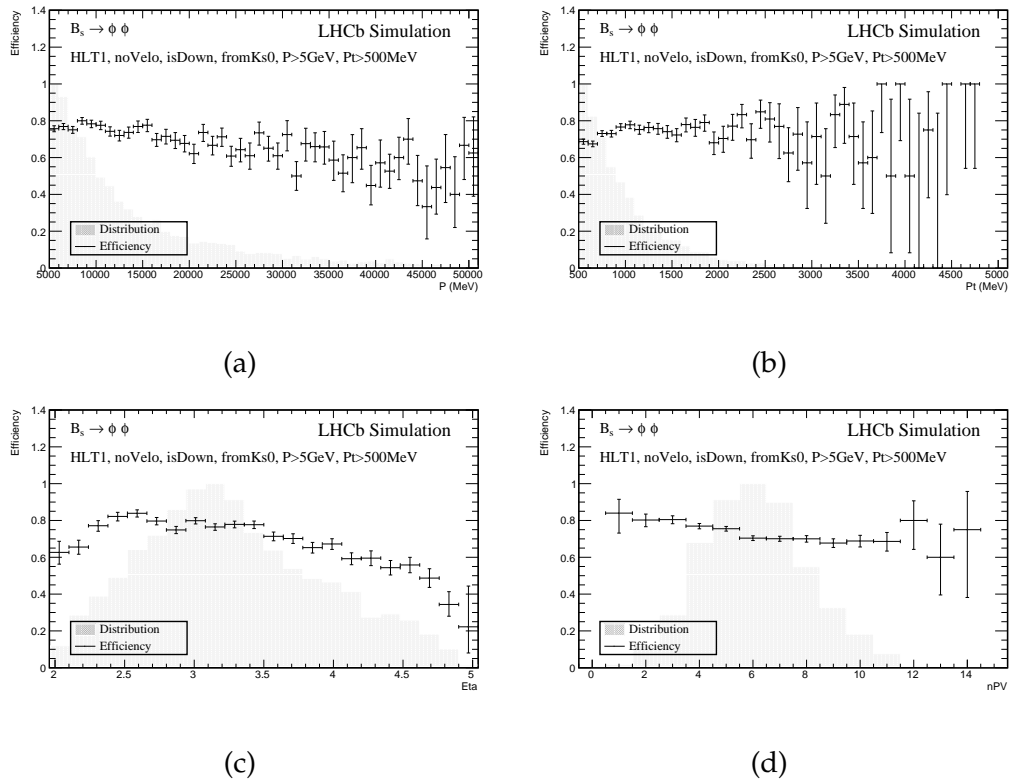 Efficiency
1.4
1.2
1
0.8
0.6
0.4
0.2
0
B_s → ϕ ϕ
LHCb Simulation
HLT1, noVelo, isDown, fromKs0, P>5GeV, Pt>500MeV
Distribution
Efficiency
5000 10000 15000 20000 25000 30000 35000 40000 45000 50000
P (MeV)
(a)
Efficiency
1.4
1.2
1
0.8
0.6
0.4
0.2
0
B_s → ϕ ϕ
LHCb Simulation
HLT1, noVelo, isDown, fromKs0, P>5GeV, Pt>500MeV
Distribution
Efficiency
500 1000 1500 2000 2500 3000 3500 4000 4500 5000
Pt (MeV)
(b)
Efficiency
1.4
1.2
1
0.8
0.6
0.4
0.2
0
B_s → ϕ ϕ
LHCb Simulation
HLT1, noVelo, isDown, fromKs0, P>5GeV, Pt>500MeV
Distribution
Efficiency
2 2.5 3 3.5 4 4.5 5
Eta
(c)
Efficiency
1.4
1.2
1
0.8
0.6
0.4
0.2
0
B_s → ϕ ϕ
LHCb Simulation
HLT1, noVelo, isDown, fromKs0, P>5GeV, Pt>500MeV
Distribution
Efficiency
0 2 4 6 8 10 12 14
nPV
(d)